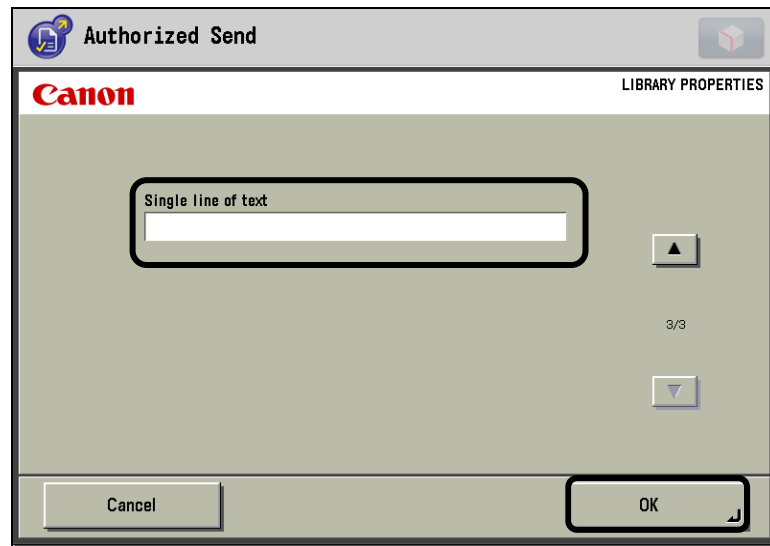 Authorized Send
Canon
LIBRARY PROPERTIES
Single line of text
▲
3/3
▼
Cancel
OK